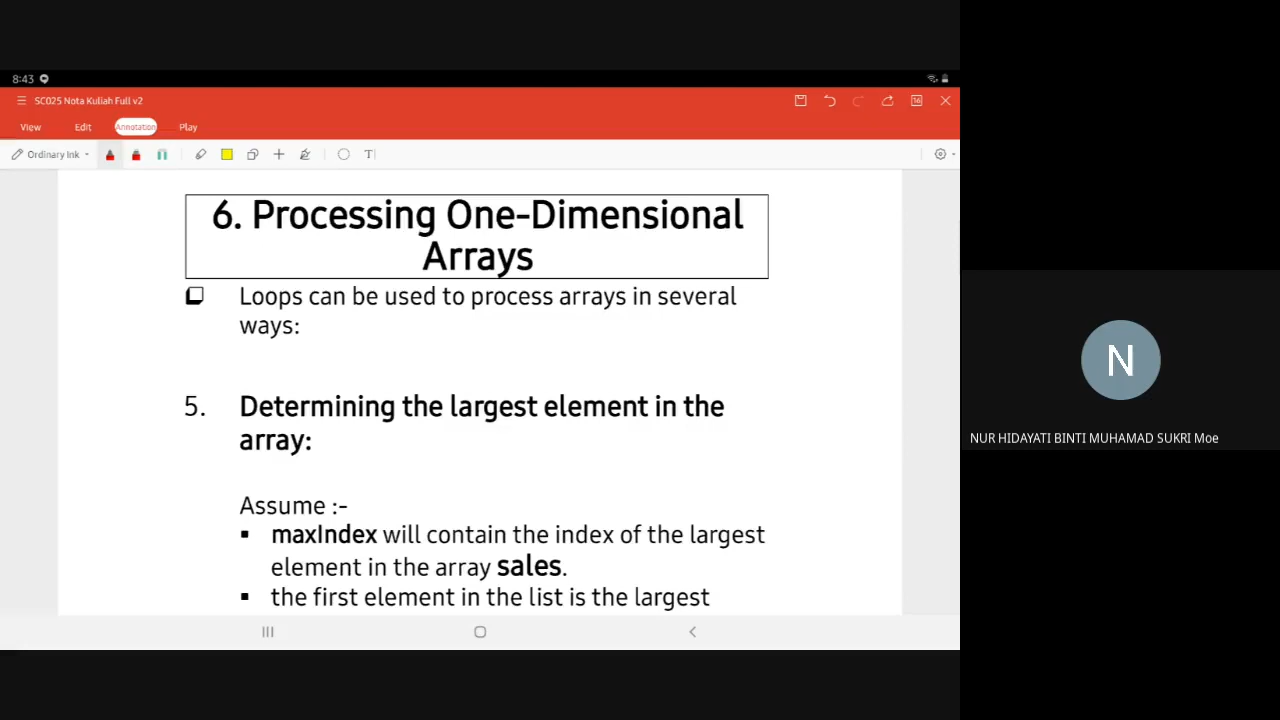 8:43
SC025 Nota Kuliah Full v2
16
View Edit Annotation Play
Ordinary Ink
T
6. Processing One-Dimensional
Arrays
Loops can be used to process arrays in several
ways:
5. Determining the largest element in the
array:
Assume :-
▪ maxIndex will contain the index of the largest
element in the array sales.
▪ the first element in the list is the largest
N
NUR HIDAYATI BINTI MUHAMAD SUKRI Moe